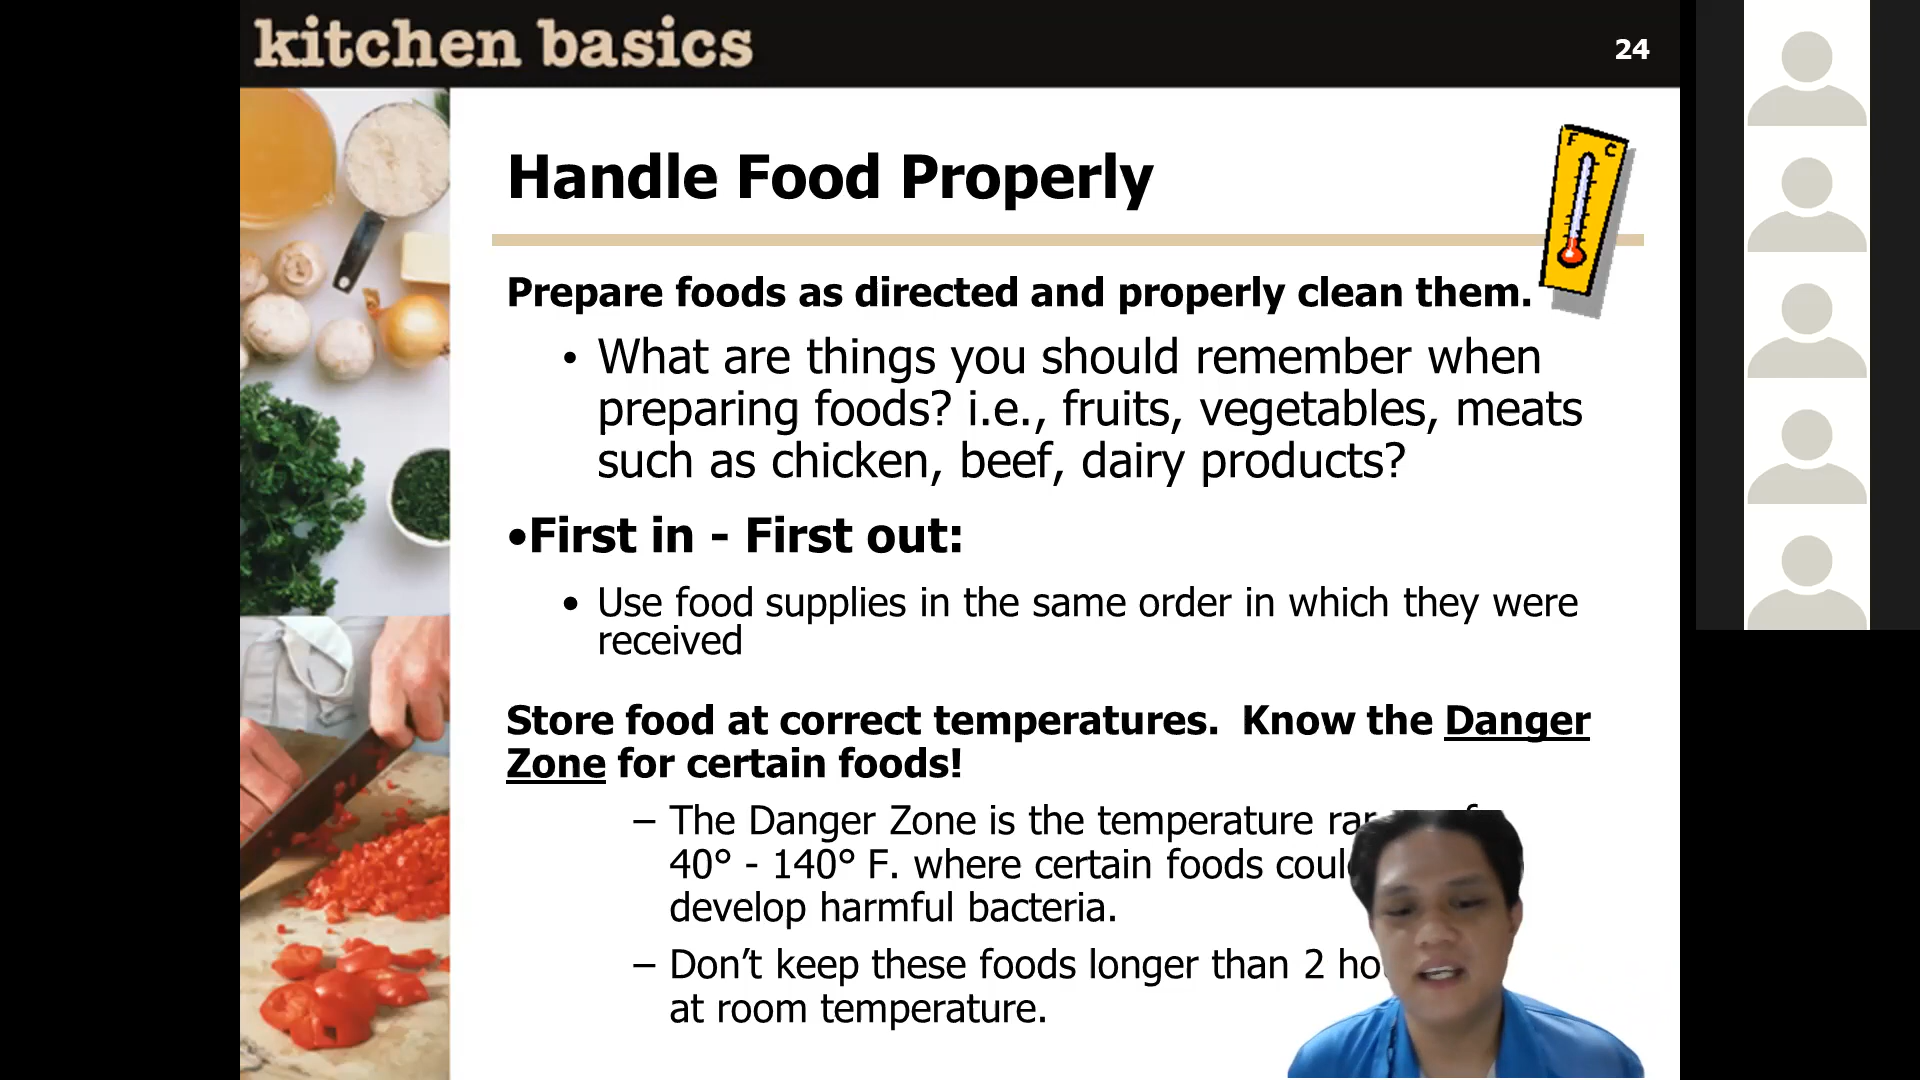 kitchen basics
24
F C
Handle Food Properly
Prepare foods as directed and properly clean them.
• What are things you should remember when
preparing foods? i.e., fruits, vegetables, meats
such as chicken, beef, dairy products?
•First in - First out:
• Use food supplies in the same order in which they were
received
Store food at correct temperatures. Know the Danger
Zone for certain foods!
– The Danger Zone is the temperature
40° - 140° F. where certain foods
develop harmful bacteria.
– Don’t keep these foods longer than 2
at room temperature.